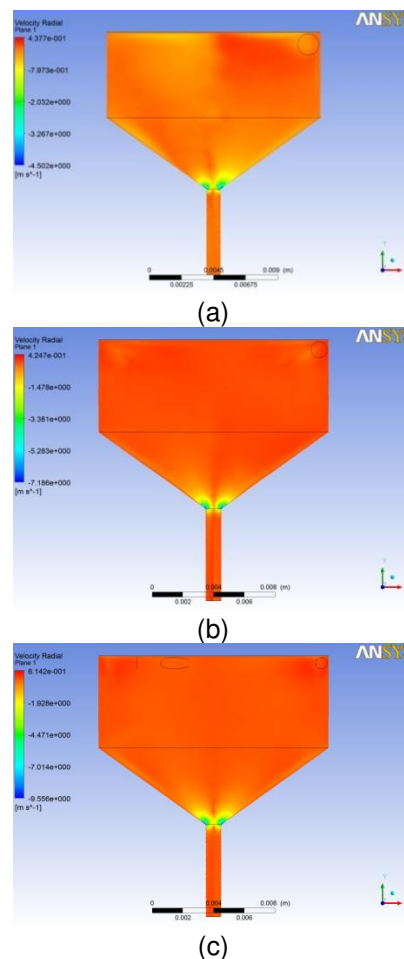 ANSYS
Velocity Radial
Plane 1
4.377e-001
-7.973e-001
-2.032e+000
-3.267e+000
-4.502e+000
[m s^-1]
0 0.0045 0.009 (m)
0.00225 0.00675
Y
(a)
ANSYS
Velocity Radial
Plane 1
4.247e-001
-1.478e+000
-3.381e+000
-5.283e+000
-7.186e+000
[m s^-1]
0 0.004 0.008 (m)
0.002 0.006
Y
(b)
ANSYS
Velocity Radial
Plane 1
6.142e-001
-1.928e+000
-4.471e+000
-7.014e+000
-9.556e+000
[m s^-1]
0 0.004 0.008 (m)
0.002 0.006
Y
(c)